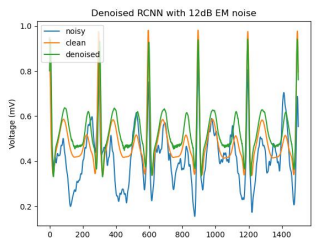 Denoised RCNN with 12dB EM noise
noisy
clean
denoised
Voltage (mV)
1.0
0.8
0.6
0.4
0.2
0 200 400 600 800 1000 1200 1400